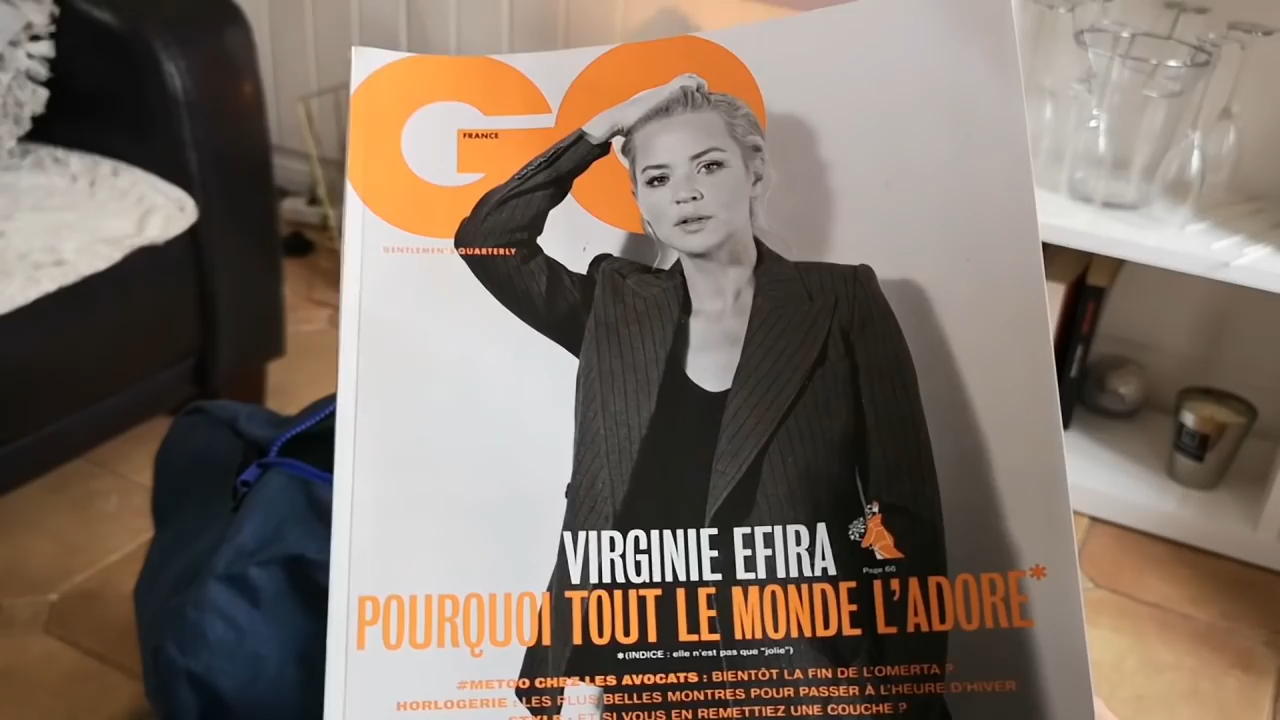 GQ
FRANCE
GENTLEMEN'S QUARTERLY
VIRGINIE EFIRA
Page 66
POURQUOI TOUT LE MONDE L'ADORE*
*(INDICE : elle n'est pas que "jolie")
#METOO CHEZ LES AVOCATS : BIENTÔT LA FIN DE L'OMERTA ?
HORLOGERIE : LES PLUS BELLES MONTRES POUR PASSER À L'HEURE D'HIVER
STYLE : ET SI VOUS EN REMETTIEZ UNE COUCHE ?